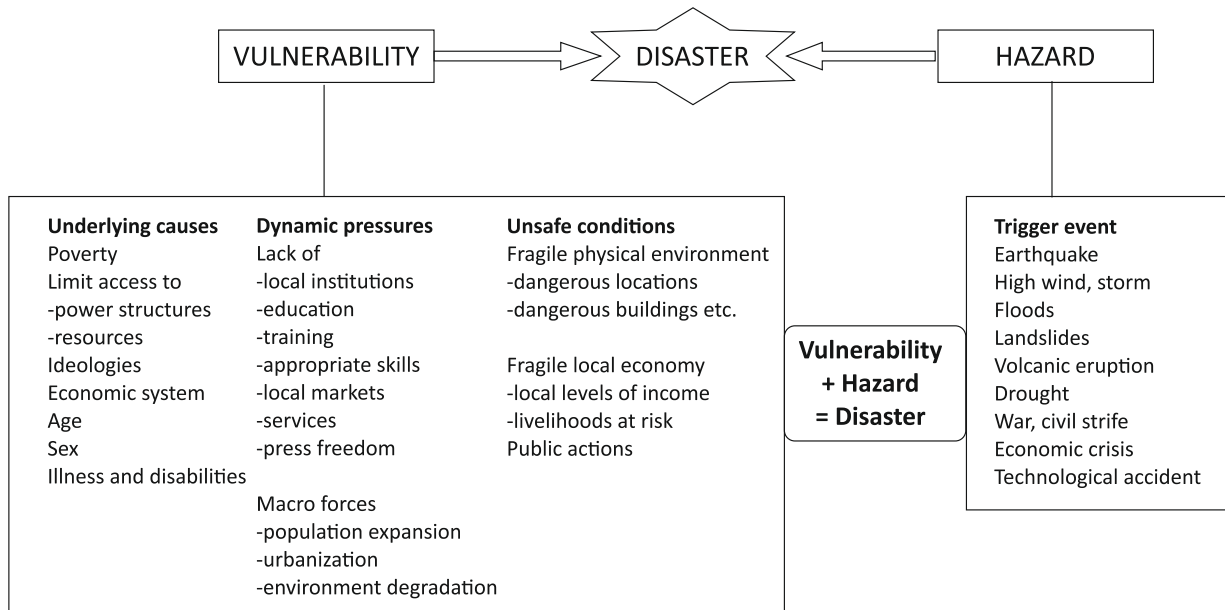 VULNERABILITY
DISASTER
HAZARD
Underlying causes
Poverty
Limit access to
-power structures
-resources
Ideologies
Economic system
Age
Sex
Illness and disabilities
Dynamic pressures
Lack of
-local institutions
-education
-training
-appropriate skills
-local markets
-services
-press freedom
Macro forces
-population expansion
-urbanization
-environment degradation
Unsafe conditions
Fragile physical environment
-dangerous locations
-dangerous buildings etc.
Fragile local economy
-local levels of income
-livelihoods at risk
Public actions
Vulnerability
+ Hazard
= Disaster
Trigger event
Earthquake
High wind, storm
Floods
Landslides
Volcanic eruption
Drought
War, civil strife
Economic crisis
Technological accident